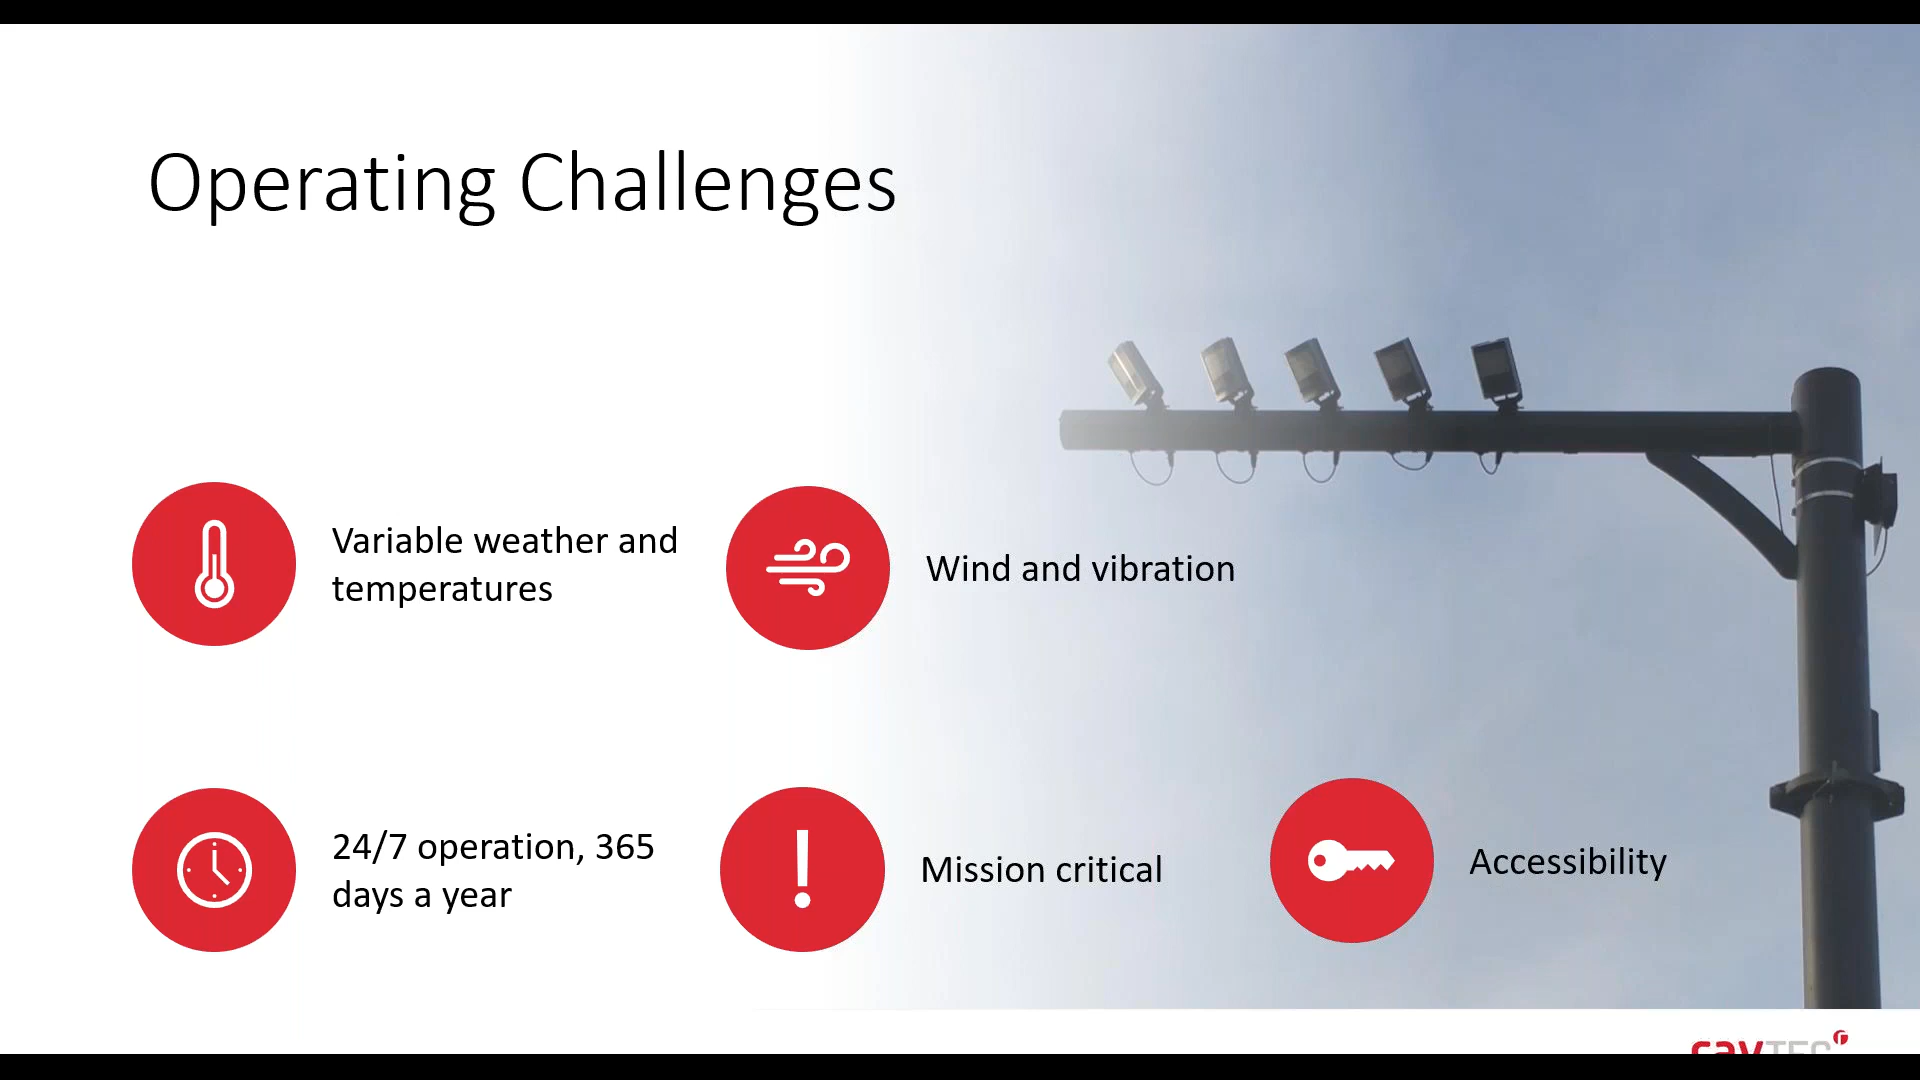 Operating Challenges
Variable weather and
temperatures
Wind and vibration
24/7 operation, 365
days a year
Mission critical
Accessibility